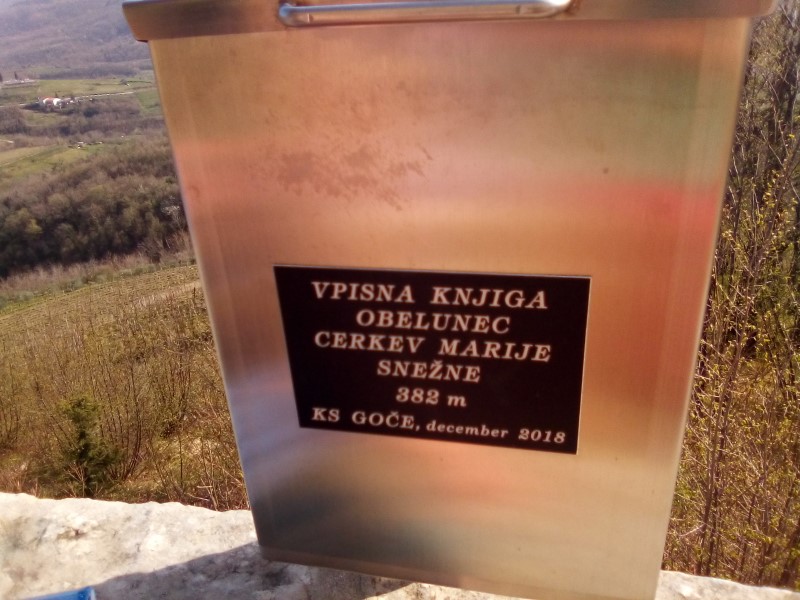 VPISNA KNJIGA
OBELUNEC
CERKEV MARIJE
SNEŽNE
382 m
KS GOČE, december 2018